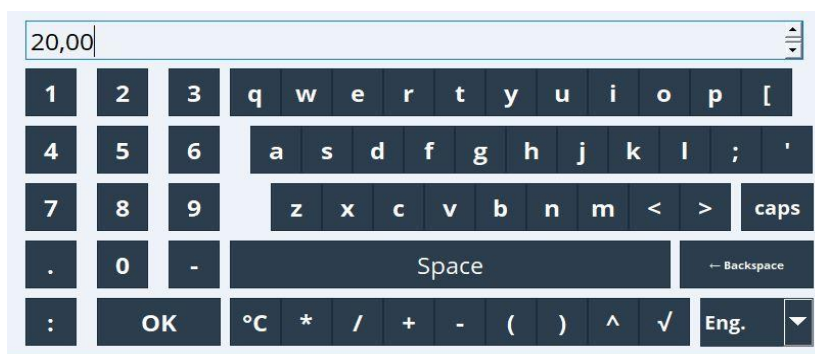 20,00
1 2 3 q w e r t y u i o p [
4 5 6 a s d f g h j k l ; '
7 8 9 z x c v b n m < > caps
. 0 - Space ← Backspace
: OK °C * / + - ( ) ^ √ Eng.